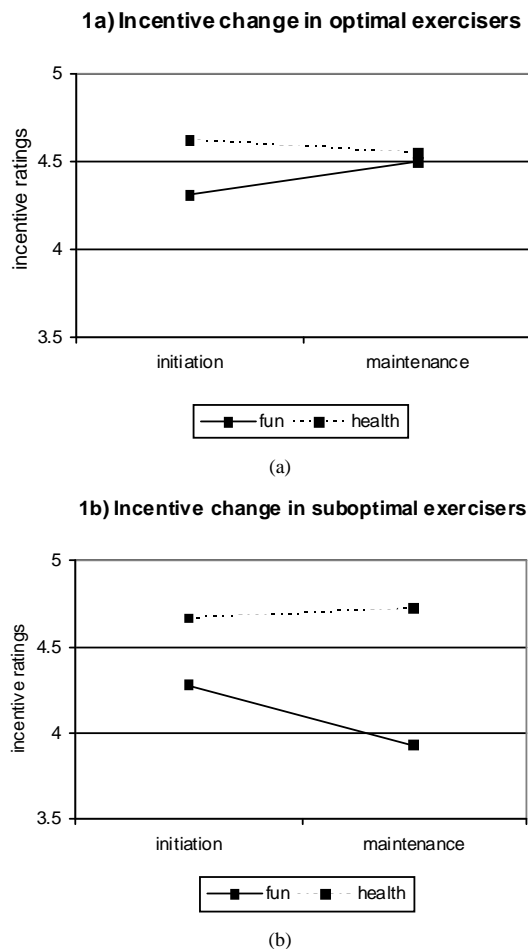 1a) Incentive change in optimal exercisers
5
4.5
4
3.5
incentive ratings
initiation maintenance
fun health
(a)
1b) Incentive change in suboptimal exercisers
5
4.5
4
3.5
incentive ratings
initiation maintenance
fun health
(b)